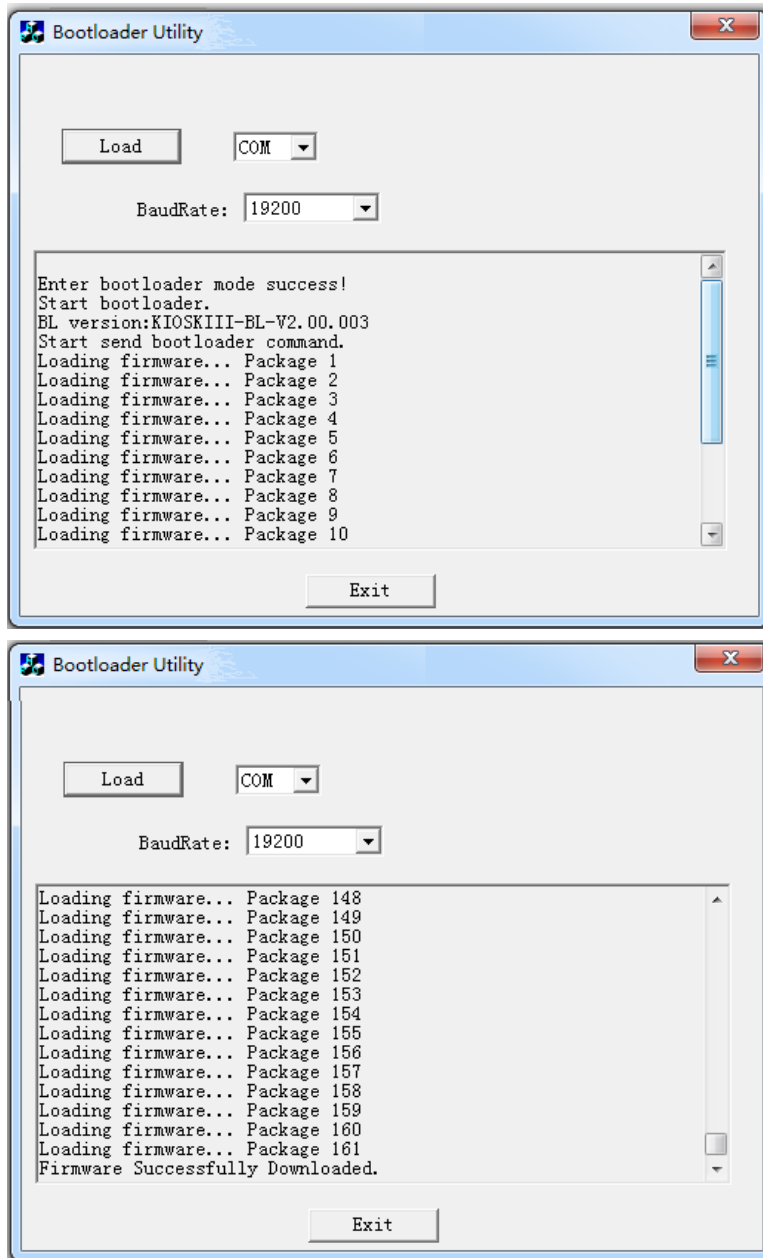 Bootloader Utility
Load COM
BaudRate: 19200
Enter bootloader mode success!
Start bootloader.
BL version:KIOSKIII-BL-V2.00.003
Start send bootloader command.
Loading firmware... Package 1
Loading firmware... Package 2
Loading firmware... Package 3
Loading firmware... Package 4
Loading firmware... Package 5
Loading firmware... Package 6
Loading firmware... Package 7
Loading firmware... Package 8
Loading firmware... Package 9
Loading firmware... Package 10
Exit
Bootloader Utility
Load COM
BaudRate: 19200
Loading firmware... Package 148
Loading firmware... Package 149
Loading firmware... Package 150
Loading firmware... Package 151
Loading firmware... Package 152
Loading firmware... Package 153
Loading firmware... Package 154
Loading firmware... Package 155
Loading firmware... Package 156
Loading firmware... Package 157
Loading firmware... Package 158
Loading firmware... Package 159
Loading firmware... Package 160
Loading firmware... Package 161
Firmware Successfully Downloaded.
Exit